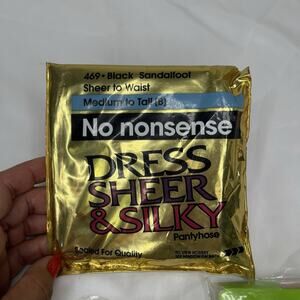 469 • Black Sandalfoot
Sheer to Waist
Medium to Tall (B)
No nonsense
DRESS
SHEER
& SILKY
Pantyhose
Sealed For Quality